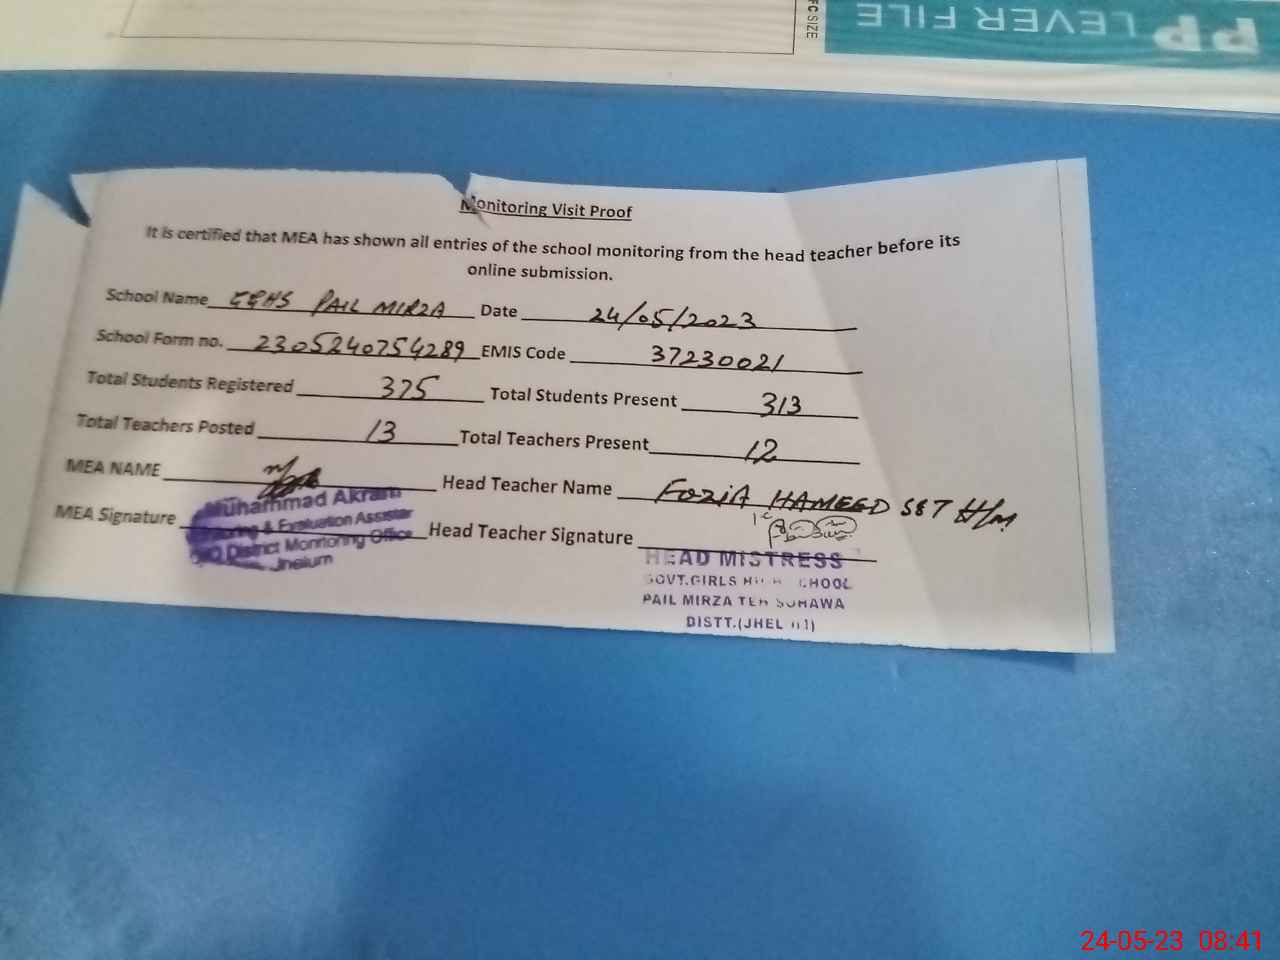 FC SIZE
PP LEVER FILE
Monitoring Visit Proof
It is certified that MEA has shown all entries of the school monitoring from the head teacher before its
online submission.
School Name GGHS PAIL MIRZA Date 24/05/2023
School Form no. 2305240754289 EMIS Code 37230021
Total Students Registered 375 Total Students Present 313
Total Teachers Posted 13 Total Teachers Present 12
MEA NAME Head Teacher Name FOZIA HAMEED SST H/m
MEA Signature Head Teacher Signature
Muhammad Akram
& Evaluation Assistar
District Monitoring Office
Jhelum
HEAD MISTRESS
GOVT.GIRLS HIGH SCHOOL
PAIL MIRZA TEH SOHAWA
DISTT.(JHELUM)
24-05-23 08:41